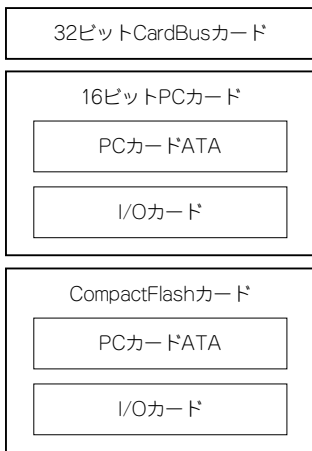 32ビットCardBusカード
16ビットPCカード
PCカードATA
I/Oカード
CompactFlashカード
PCカードATA
I/Oカード